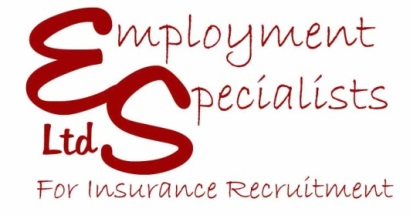 Employment
Specialists
Ltd
For Insurance Recruitment